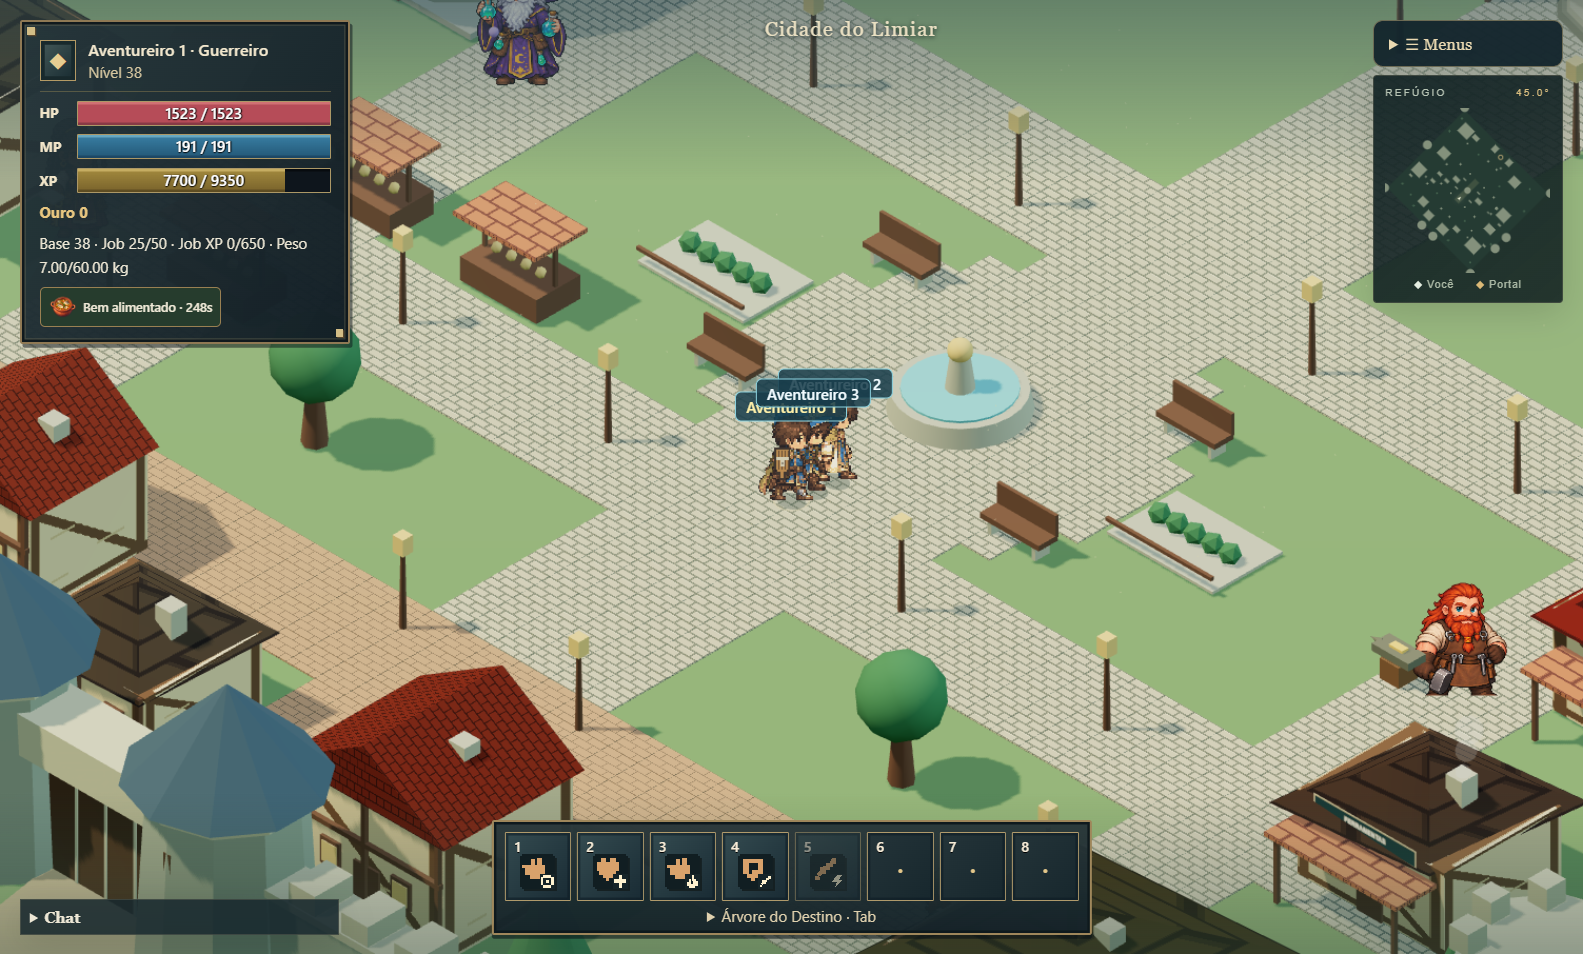 Cidade do Limiar
Aventureiro 1 · Guerreiro
Nível 38
HP 1523 / 1523
MP 191 / 191
XP 7700 / 9350
Ouro 0
Base 38 · Job 25/50 · Job XP 0/650 · Peso
7.00/60.00 kg
Bem alimentado · 248s
☰ Menus
REFÚGIO 45.0°
Você Portal
Aventureiro 2
Aventureiro 3
Aventureiro 1
1 2 3 4 5 6 7 8
Árvore do Destino · Tab
Chat